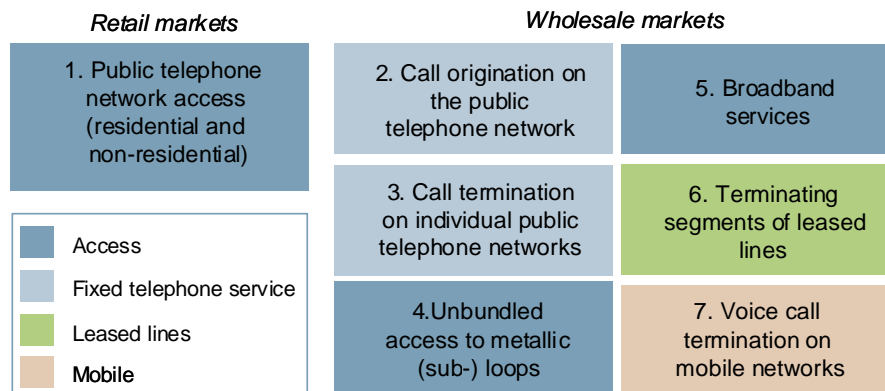 Retail markets
Wholesale markets
1. Public telephone
network access
(residential and
non-residential)
2. Call origination on
the public
telephone network
5. Broadband
services
3. Call termination
on individual public
telephone networks
6. Terminating
segments of leased
lines
4.Unbundled
access to metallic
(sub-) loops
7. Voice call
termination on
mobile networks
Access
Fixed telephone service
Leased lines
Mobile